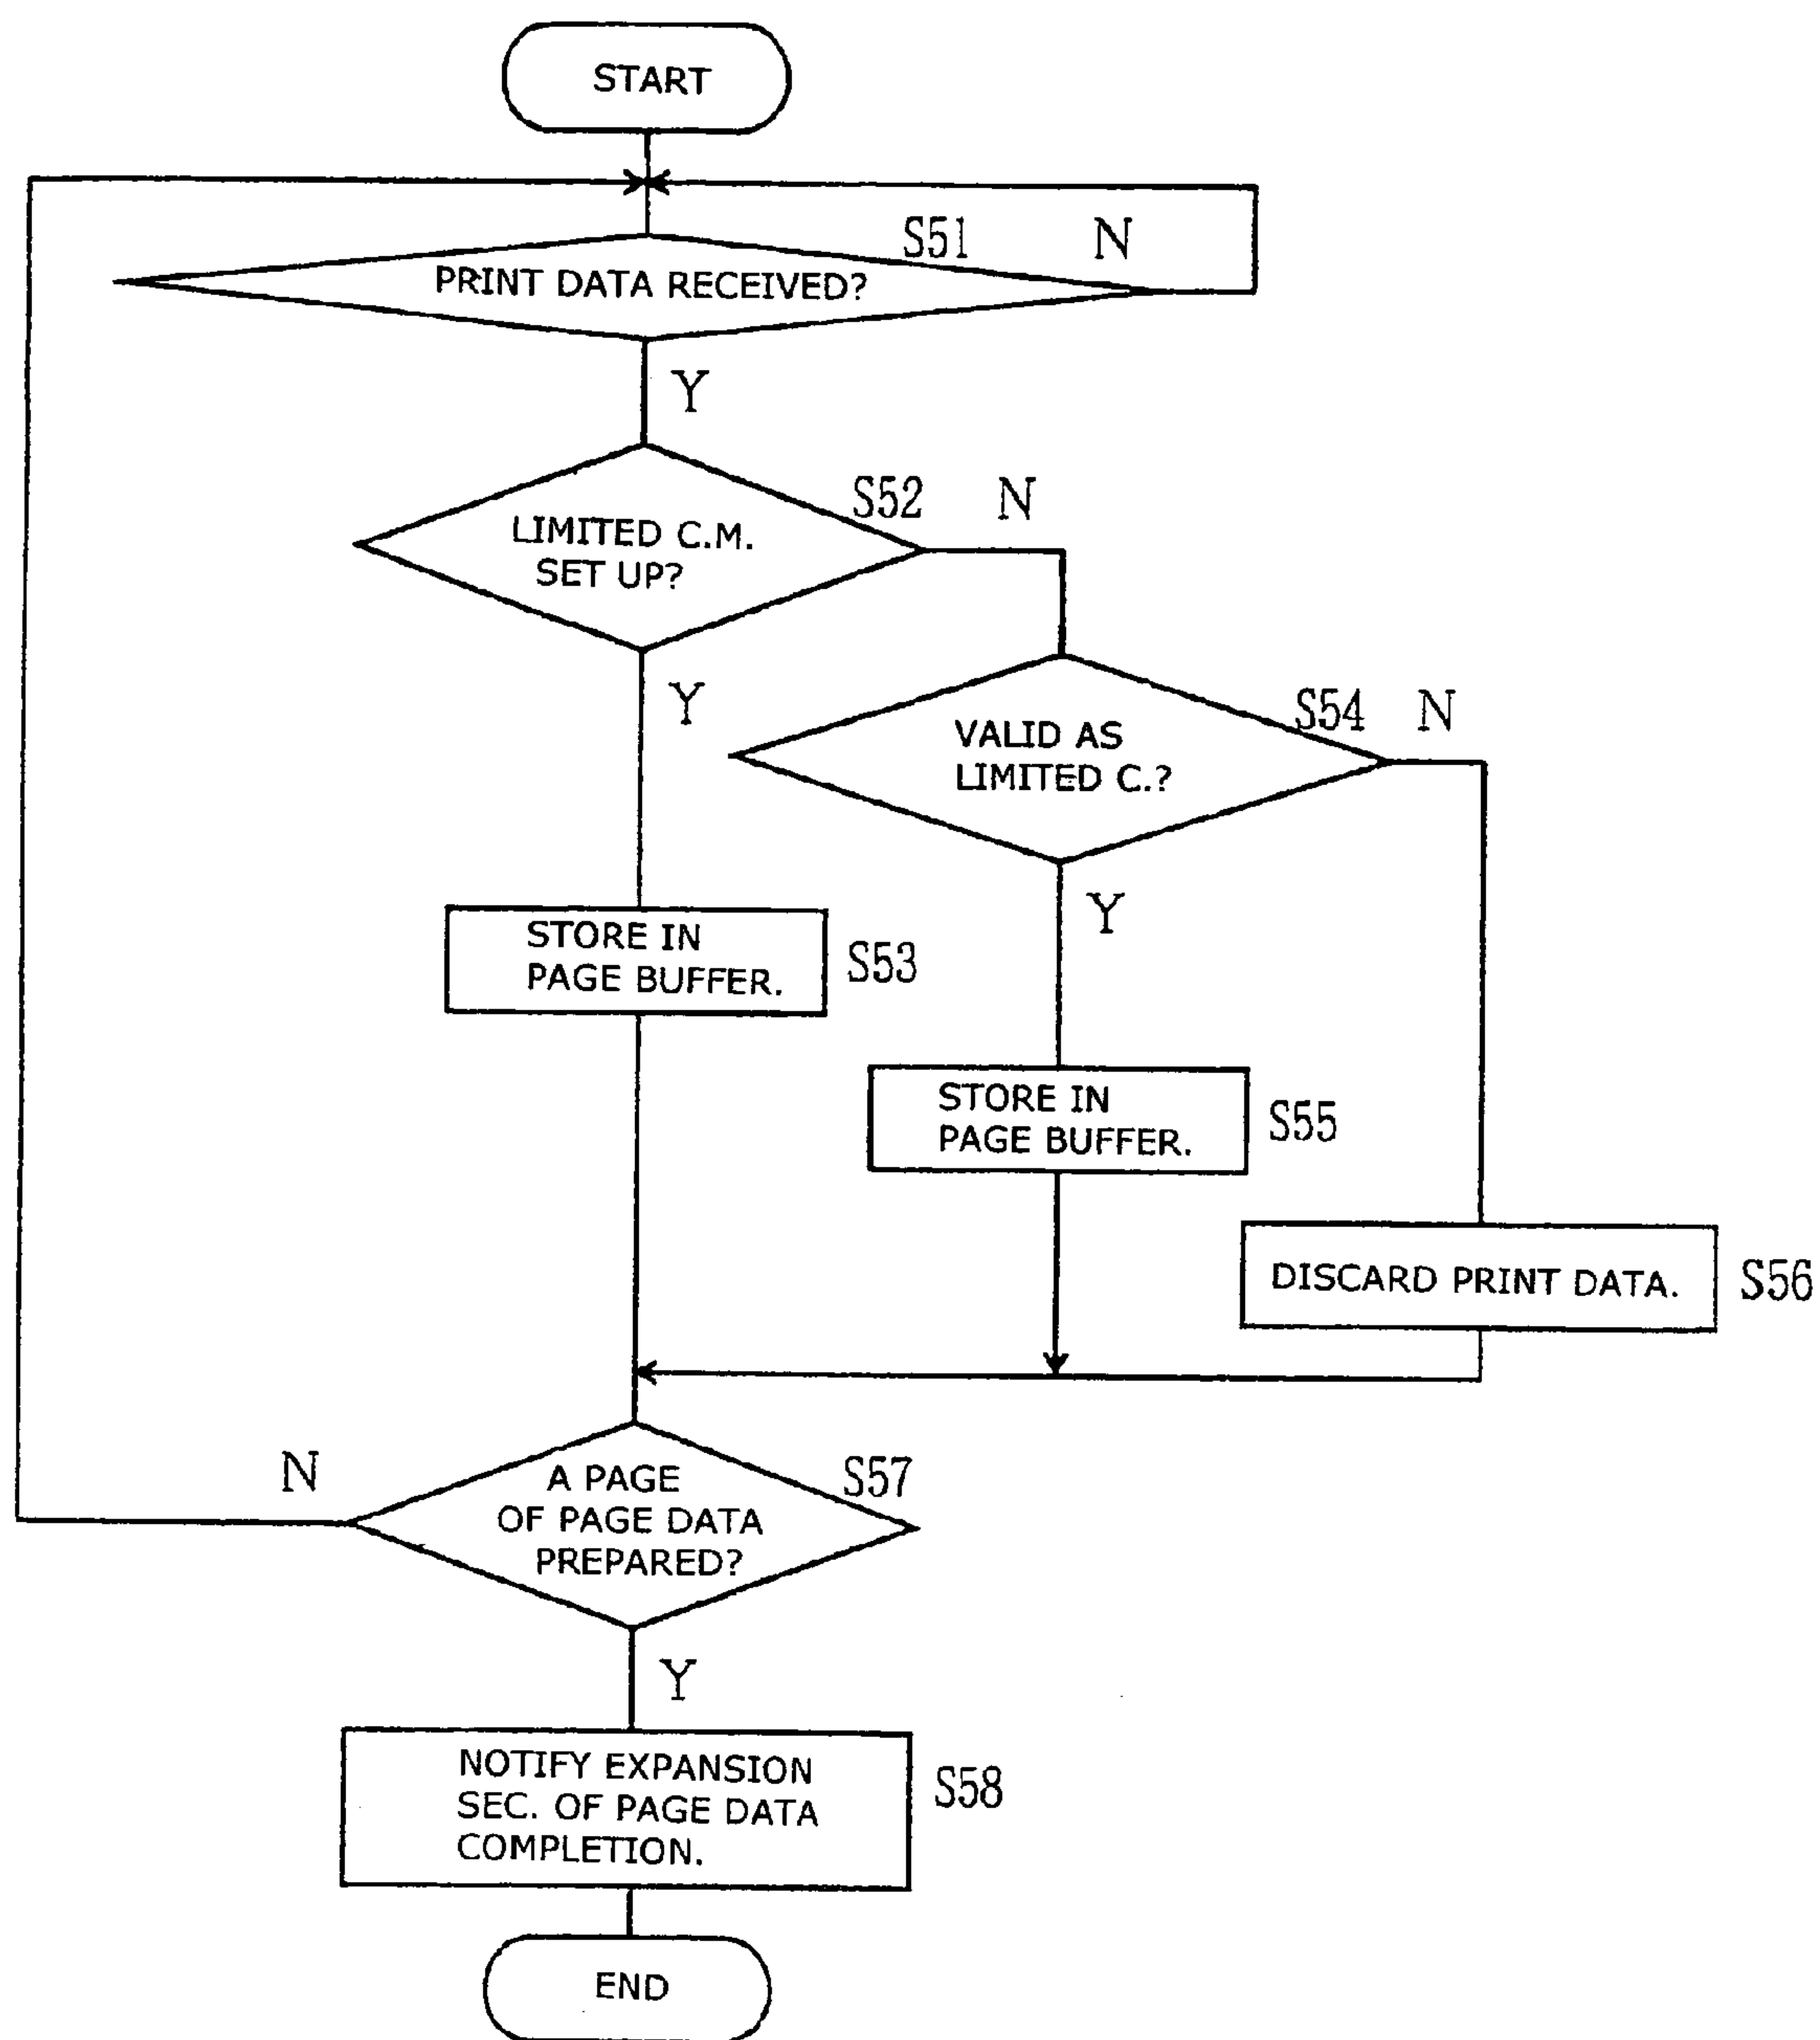 START
S51
N
PRINT DATA RECEIVED?
Y
S52
N
LIMITED C.M.
SET UP?
Y
S54
N
VALID AS
LIMITED C.?
Y
STORE IN
PAGE BUFFER.
S53
STORE IN
PAGE BUFFER.
S55
DISCARD PRINT DATA.
S56
N
S57
A PAGE
OF PAGE DATA
PREPARED?
Y
NOTIFY EXPANSION
SEC. OF PAGE DATA
COMPLETION.
S58
END